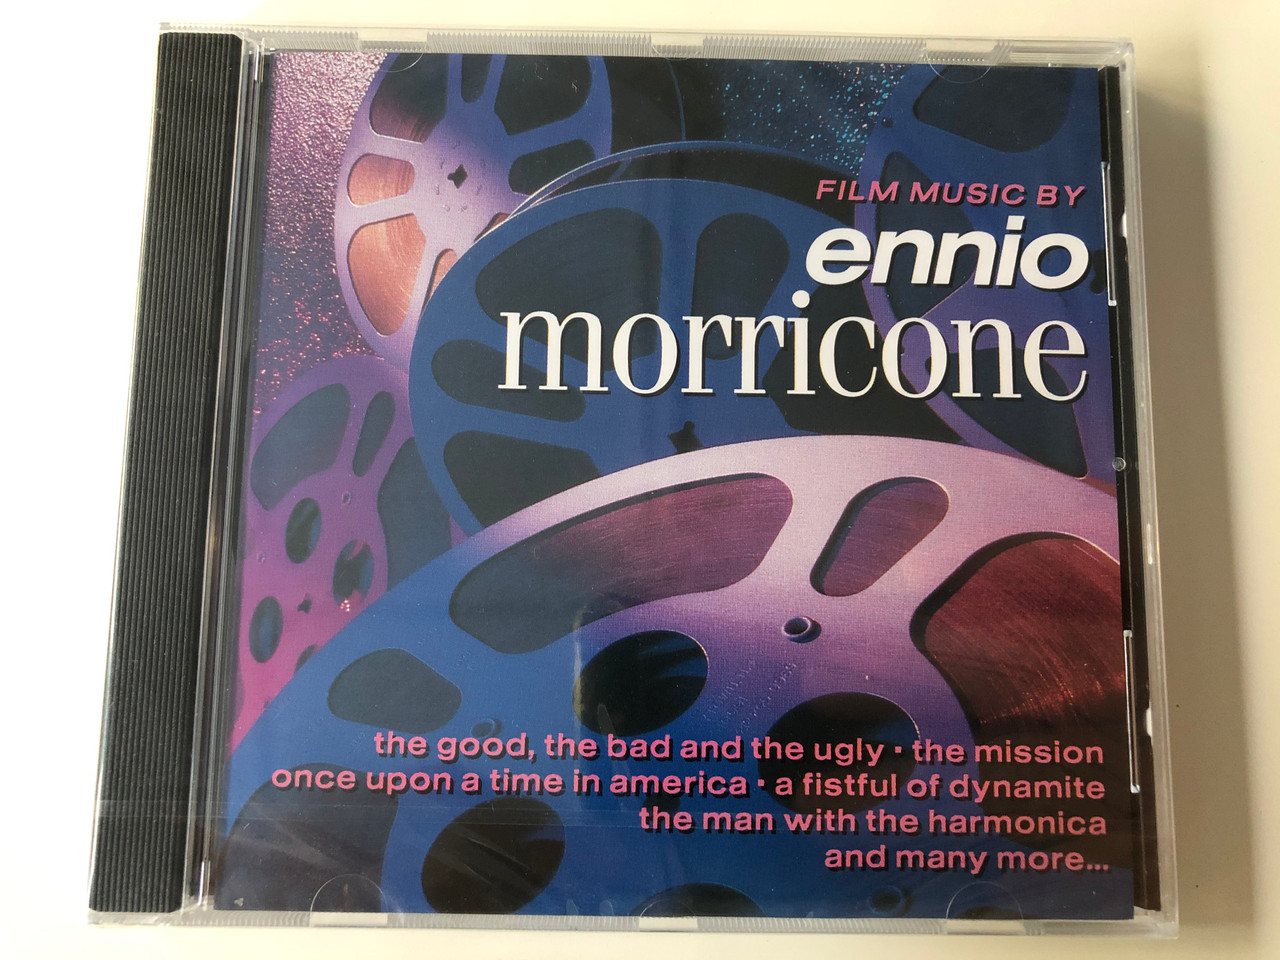 FILM MUSIC BY
ennio
morricone
the good, the bad and the ugly · the mission
once upon a time in america · a fistful of dynamite
the man with the harmonica
and many more...